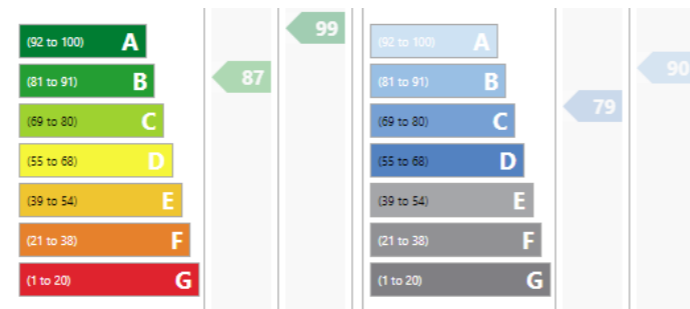 (92 to 100) A
99
(81 to 91) B
87
(69 to 80) C
(55 to 68) D
(39 to 54) E
(21 to 38) F
(1 to 20) G
(92 to 100) A
(81 to 91) B
90
(69 to 80) C
79
(55 to 68) D
(39 to 54) E
(21 to 38) F
(1 to 20) G